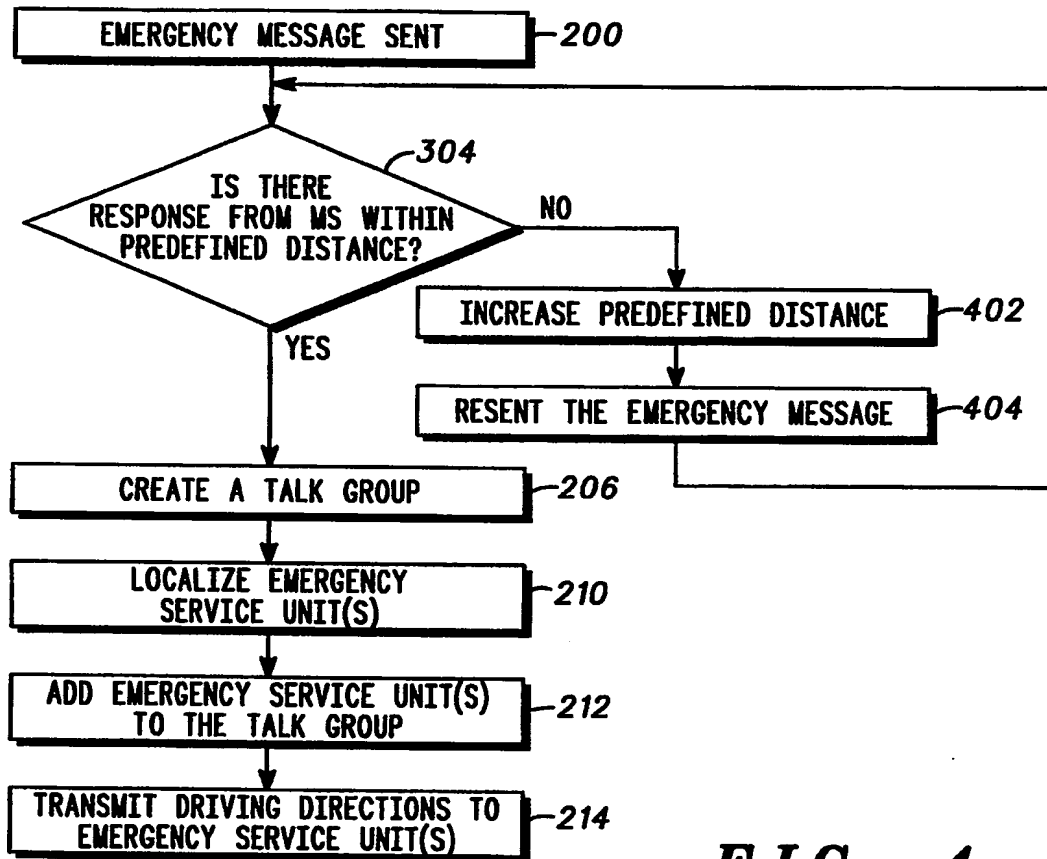 EMERGENCY MESSAGE SENT
200
304
IS THERE
RESPONSE FROM MS WITHIN
PREDEFINED DISTANCE?
NO
YES
INCREASE PREDEFINED DISTANCE
402
RESENT THE EMERGENCY MESSAGE
404
CREATE A TALK GROUP
206
LOCALIZE EMERGENCY
SERVICE UNIT(S)
210
ADD EMERGENCY SERVICE UNIT(S)
TO THE TALK GROUP
212
TRANSMIT DRIVING DIRECTIONS TO
EMERGENCY SERVICE UNIT(S)
214
FIG. 4